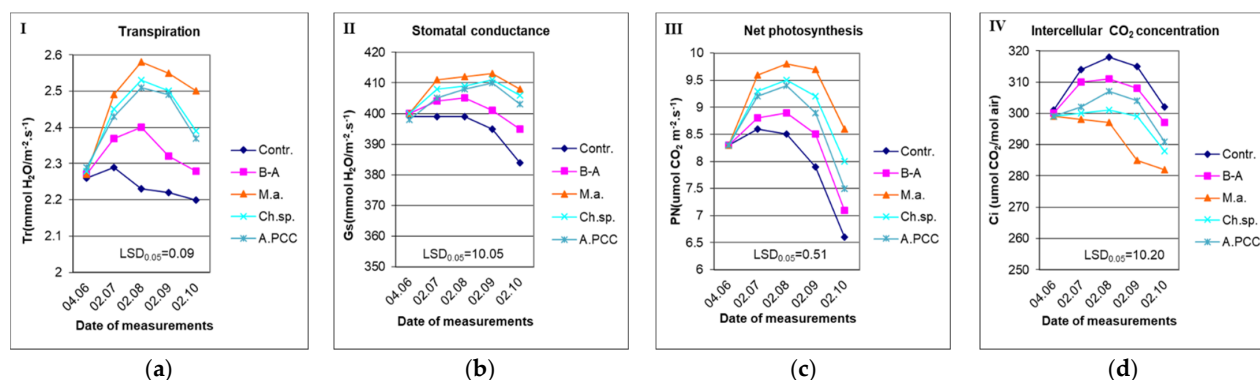 I
Transpiration
2.6
2.5
2.4
2.3
2.2
2.1
2
Tr(mmol H₂O/m⁻².s⁻¹)
04.06
02.07
02.08
02.09
02.10
Date of measurements
LSD₀.₀₅=0.09
Contr.
B-A
M.a.
Ch.sp.
A.PCC
(a)
II
Stomatal conductance
420
410
400
390
380
370
360
350
Gs(mmol H₂O/m⁻².s⁻¹)
04.06
02.07
02.08
02.09
02.10
Date of measurements
LSD₀.₀₅=10.05
Contr.
B-A
M.a.
Ch.sp.
A.PCC
(b)
III
Net photosynthesis
10
9.5
9
8.5
8
7.5
7
6.5
6
PN(umol CO₂ m⁻².s⁻¹)
04.06
02.07
02.08
02.09
02.10
Date of measurements
LSD₀.₀₅=0.51
Contr.
B-A
M.a.
Ch.sp.
A.PCC
(c)
IV
Intercellular CO₂ concentration
320
310
300
290
280
270
260
250
Ci (umol CO₂/mol air)
04.06
02.07
02.08
02.09
02.10
Date of measurements
LSD₀.₀₅=10.20
Contr.
B-A
M.a.
Ch.sp.
A.PCC
(d)